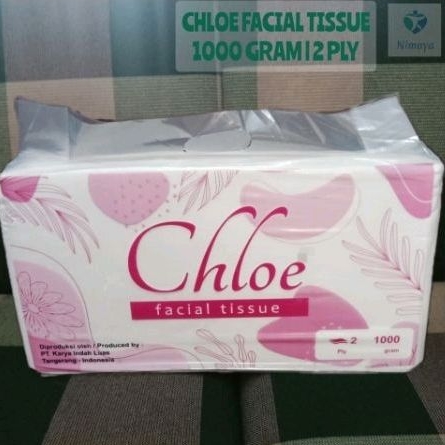 CHLOE FACIAL TISSUE
1000 GRAM | 2 PLY
Nimaya
Chloe
facial tissue
Diproduksi oleh / Produced by
PT. Karya Indah
Tangerang - Indonesia
2 1000
Ply gram